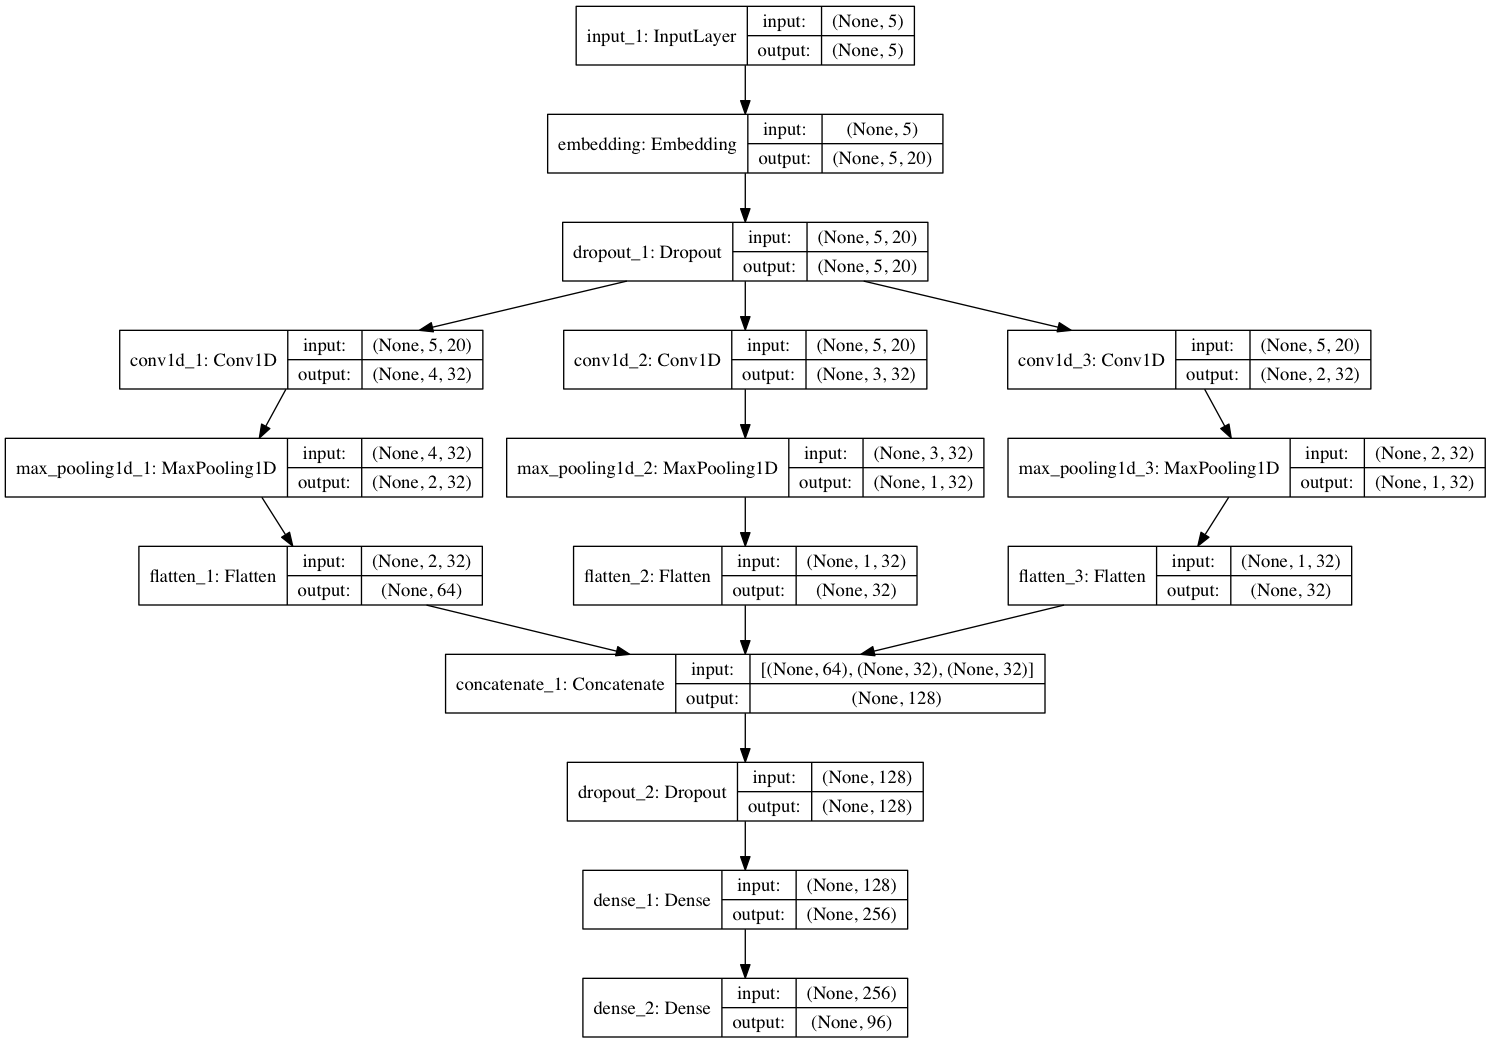 input_1: InputLayer
input: (None, 5)
output: (None, 5)
embedding: Embedding
input: (None, 5)
output: (None, 5, 20)
dropout_1: Dropout
input: (None, 5, 20)
output: (None, 5, 20)
conv1d_1: Conv1D
input: (None, 5, 20)
output: (None, 4, 32)
conv1d_2: Conv1D
input: (None, 5, 20)
output: (None, 3, 32)
conv1d_3: Conv1D
input: (None, 5, 20)
output: (None, 2, 32)
max_pooling1d_1: MaxPooling1D
input: (None, 4, 32)
output: (None, 2, 32)
max_pooling1d_2: MaxPooling1D
input: (None, 3, 32)
output: (None, 1, 32)
max_pooling1d_3: MaxPooling1D
input: (None, 2, 32)
output: (None, 1, 32)
flatten_1: Flatten
input: (None, 2, 32)
output: (None, 64)
flatten_2: Flatten
input: (None, 1, 32)
output: (None, 32)
flatten_3: Flatten
input: (None, 1, 32)
output: (None, 32)
concatenate_1: Concatenate
input: [(None, 64), (None, 32), (None, 32)]
output: (None, 128)
dropout_2: Dropout
input: (None, 128)
output: (None, 128)
dense_1: Dense
input: (None, 128)
output: (None, 256)
dense_2: Dense
input: (None, 256)
output: (None, 96)